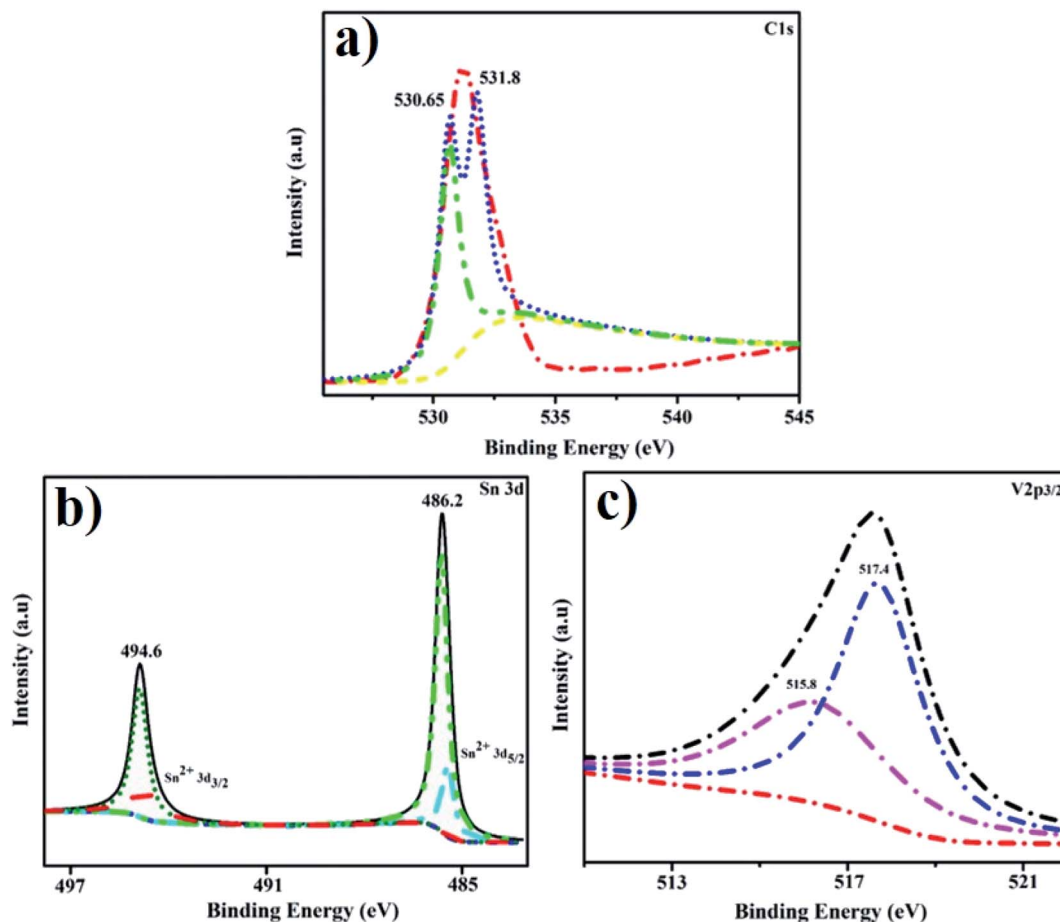 a)
C1s
530.65
531.8
Intensity (a.u)
530
535
540
545
Binding Energy (eV)
b)
Sn 3d
486.2
494.6
Sn²⁺ 3d₃/₂
Sn²⁺ 3d₅/₂
Intensity (a.u)
497
491
485
Binding Energy (eV)
c)
V2p3/2
517.4
515.8
Intensity (a.u)
513
517
521
Binding Energy (eV)